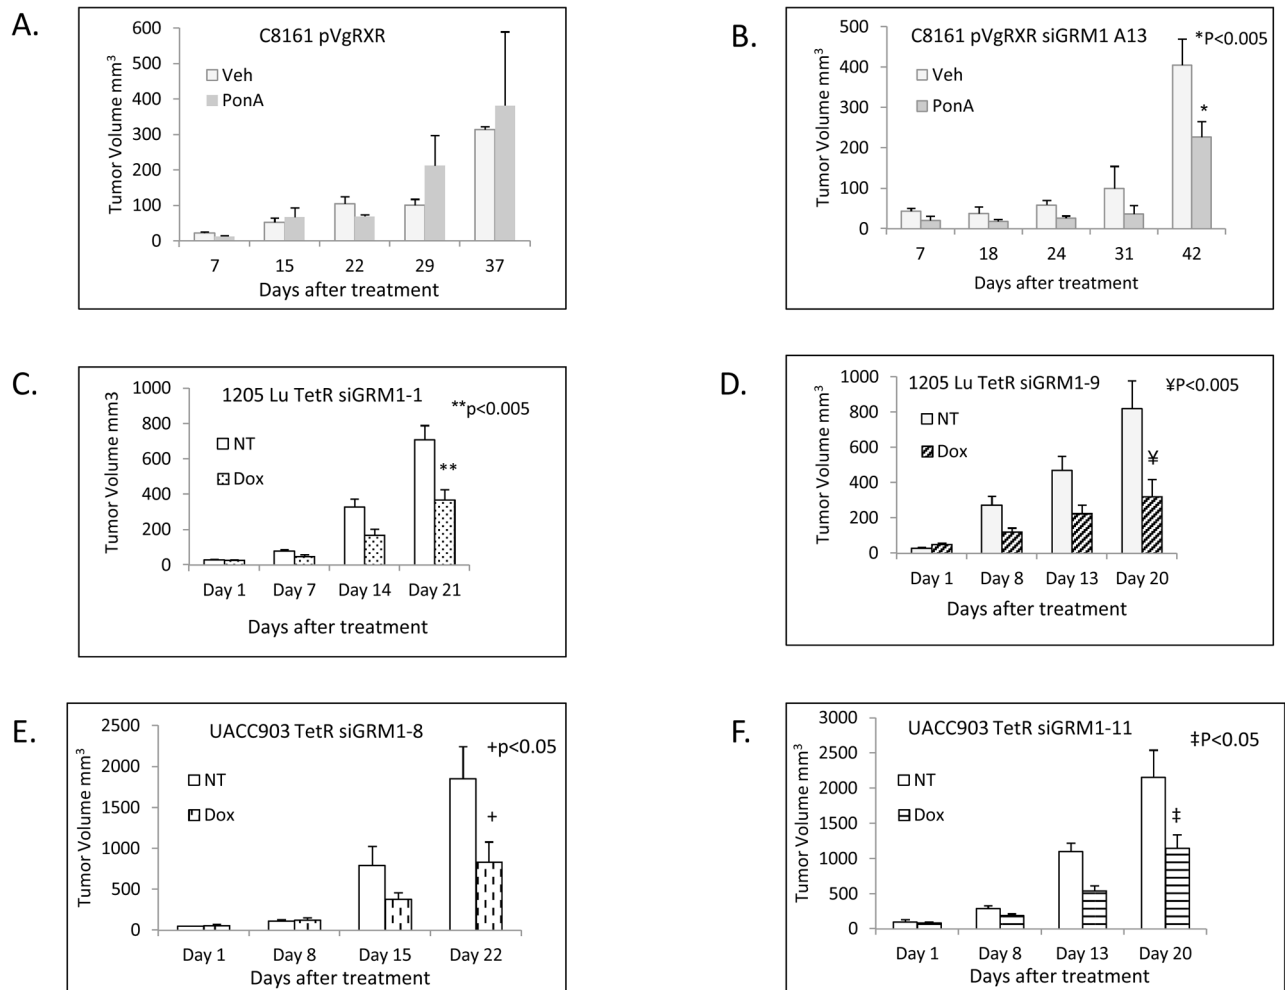 A.
C8161 pVgRXR
Tumor Volume mm³
600
500
400
300
200
100
0
Veh
PonA
7 15 22 29 37
Days after treatment
B.
C8161 pVgRXR siGRM1 A13
*P<0.005
Tumor Volume mm³
500
400
300
200
100
0
Veh
PonA
*
7 18 24 31 42
Days after treatment
C.
1205 Lu TetR siGRM1-1
**p<0.005
Tumor Volume mm3
1000
800
600
400
200
0
NT
Dox
**
Day 1 Day 7 Day 14 Day 21
Days after treatment
D.
1205 Lu TetR siGRM1-9
¥P<0.005
Tumor Volume mm³
1000
800
600
400
200
0
NT
Dox
¥
Day 1 Day 8 Day 13 Day 20
Days after treatment
E.
UACC903 TetR siGRM1-8
+p<0.05
Tumor Volume mm³
2500
2000
1500
1000
500
0
NT
Dox
+
Day 1 Day 8 Day 15 Day 22
Days after treatment
F.
UACC903 TetR siGRM1-11
‡P<0.05
Tumor Volume mm³
3000
2500
2000
1500
1000
500
0
NT
Dox
‡
Day 1 Day 8 Day 13 Day 20
Days after treatment